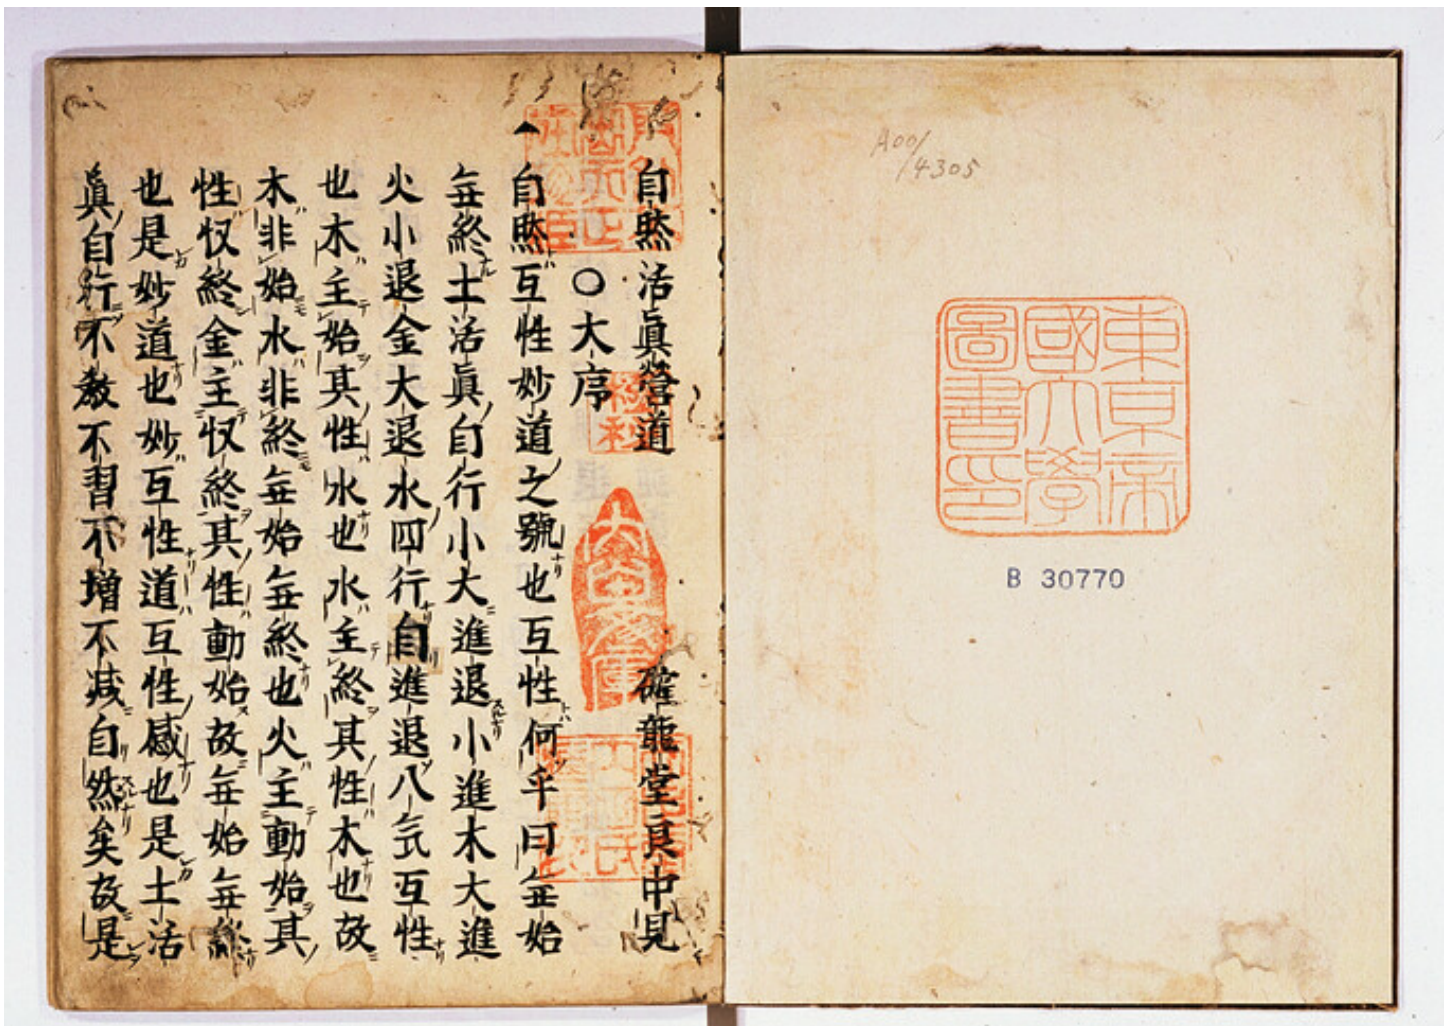 A00/4305
東京帝
國大學
圖書印
B 30770
自然活眞營道 確龍堂良中見
〇大序
自然互性妙道之號也互性何乎曰無始
無終土活眞自行小大進退小進木大進
火小退金大退水四行自進退八气互性
也木主始其性水也水主終其性木也故
木非始水非終無始無終也火主動始其
性収終金主収終其性動始故無始無終
也是妙道也妙互性道互性感也是土活
眞自行不教不習不増不减自然矣故是